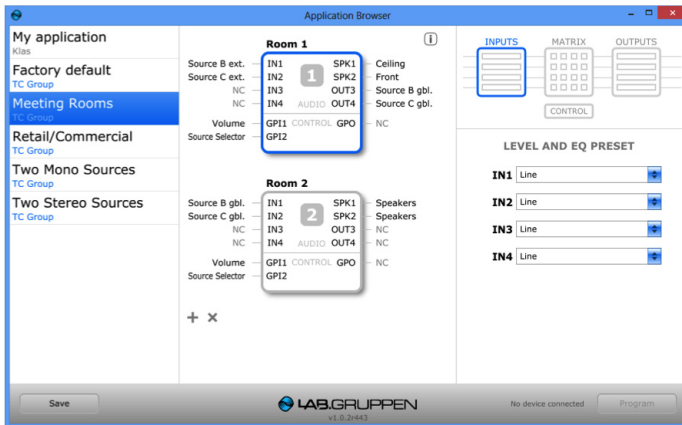 Application Browser
My application
Klas
Factory default
TC Group
Meeting Rooms
TC Group
Retail/Commercial
TC Group
Two Mono Sources
TC Group
Two Stereo Sources
TC Group
Room 1
i
Source B ext. IN1 SPK1 Ceiling
Source C ext. IN2 1 SPK2 Front
NC IN3 OUT3 Source B gbl.
NC IN4 AUDIO OUT4 Source C gbl.
Volume GPI1 CONTROL GPO NC
Source Selector GPI2
Room 2
Source B gbl. IN1 SPK1 Speakers
Source C gbl. IN2 2 SPK2 Speakers
NC IN3 OUT3 NC
NC IN4 AUDIO OUT4 NC
Volume GPI1 CONTROL GPO NC
Source Selector GPI2
INPUTS MATRIX OUTPUTS
CONTROL
LEVEL AND EQ PRESET
IN1 Line
IN2 Line
IN3 Line
IN4 Line
Save
LAB.GRUPPEN
v1.0.2r443
No device connected
Program